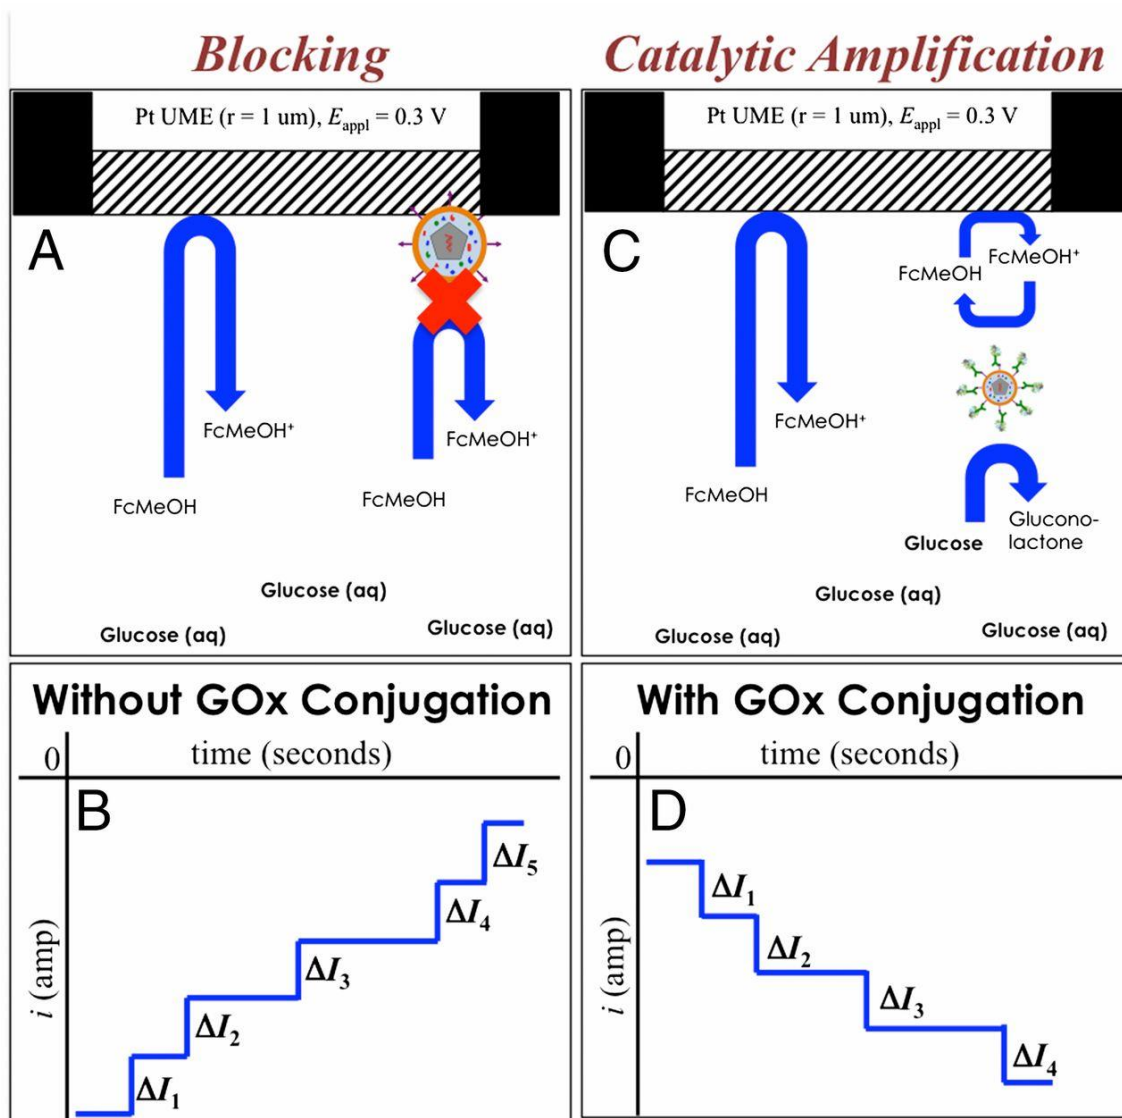 Blocking
Pt UME (r = 1 um), E_appl = 0.3 V
A
FcMeOH⁺
FcMeOH⁺
FcMeOH
FcMeOH
Glucose (aq)
Glucose (aq)
Glucose (aq)
Catalytic Amplification
Pt UME (r = 1 um), E_appl = 0.3 V
C
FcMeOH⁺
FcMeOH
FcMeOH⁺
FcMeOH
Glucono-
lactone
Glucose
Glucose (aq)
Glucose (aq)
Glucose (aq)
Without GOx Conjugation
0
time (seconds)
B
i (amp)
ΔI₅
ΔI₄
ΔI₃
ΔI₂
ΔI₁
With GOx Conjugation
0
time (seconds)
D
i (amp)
ΔI₁
ΔI₂
ΔI₃
ΔI₄